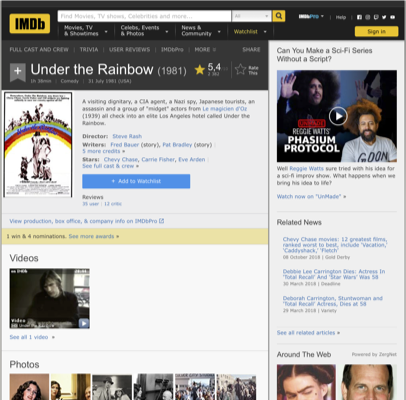 IMDb
Find Movies, TV shows, Celebrities and more...
All
IMDbPro
Help
Movies, TV
& Showtimes
Celebs, Events
& Photos
News &
Community
Watchlist
Sign in
FULL CAST AND CREW | TRIVIA | USER REVIEWS | IMDbPro | MORE
SHARE
Under the Rainbow (1981)
5,4
Rate
This
1h 38min | Comedy | 31 July 1981 (USA)
A visiting dignitary, a CIA agent, a Nazi spy, Japanese tourists, an
assassin and a group of "midget" actors from Le magicien d'Oz
(1939) all check into an elite Los Angeles hotel called Under the
Rainbow.
Director: Steve Rash
Writers: Fred Bauer (story), Pat Bradley (story)
5 more credits »
Stars: Chevy Chase, Carrie Fisher, Eve Arden
See full cast & crew »
+ Add to Watchlist
Reviews
35 user | 12 critic
View production, box office, & company info on IMDbPro
1 win & 4 nominations. See more awards »
Videos
on IMDb
Video
See all 1 video »
Photos
Can You Make a Sci-Fi Series
Without a Script?
REGGIE WATTS'
PHASIUM
PROTOCOL
Well Reggie Watts sure tried with his idea for
a sci-fi improv show. What happens when we
bring his idea to life?
Watch now on "UnMade" »
Related News
Chevy Chase movies: 12 greatest films,
ranked worst to best, include 'Vacation,'
'Caddyshack,' 'Fletch'
08 October 2018 | Gold Derby
Debbie Lee Carrington Dies: Actress In
'Total Recall' And 'Star Wars' Was 58
30 March 2018 | Deadline
Deborah Carrington, Stuntwoman and
'Total Recall' Actress, Dies at 58
29 March 2018 | Variety
See all related articles »
Around The Web
Powered by ZergNet